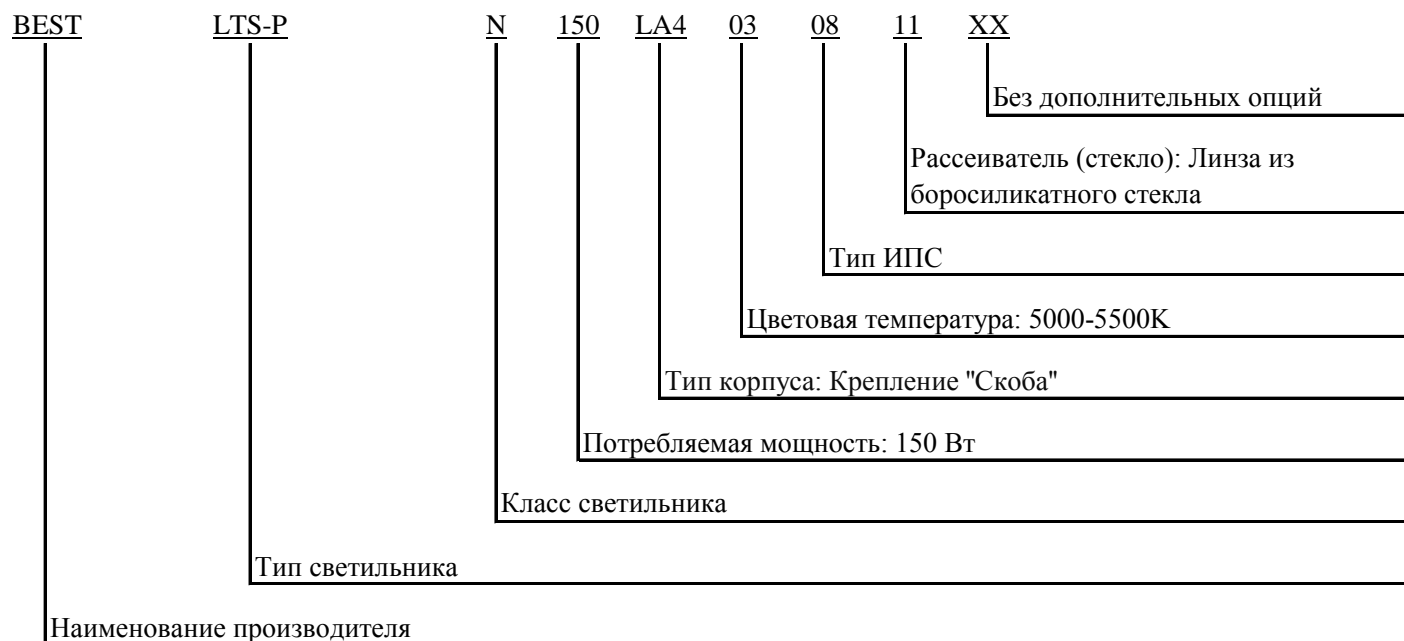 BEST LTS-P N 150 LA4 03 08 11 XX
Без дополнительных опций
Рассеиватель (стекло): Линза из
боросиликатного стекла
Тип ИПС
Цветовая температура: 5000-5500K
Тип корпуса: Крепление "Скоба"
Потребляемая мощность: 150 Вт
Класс светильника
Тип светильника
Наименование производителя